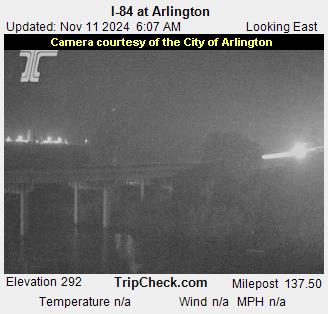 I-84 at Arlington
Updated: Nov 11 2024 6:07 AM Looking East
Camera courtesy of the City of Arlington
Elevation 292 TripCheck.com Milepost 137.50
Temperature n/a Wind n/a MPH n/a